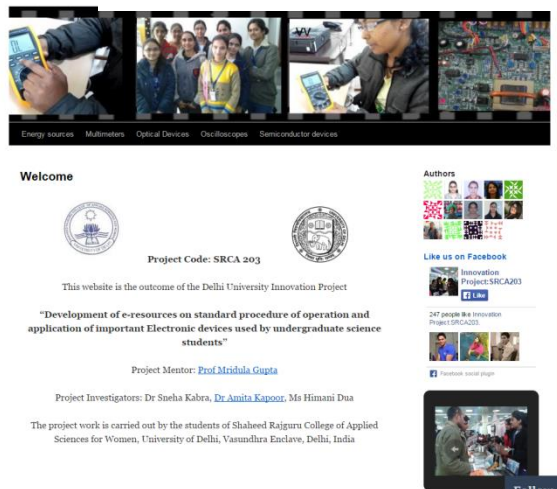 Energy sources Multimeters Optical Devices Oscilloscopes Semiconductor devices
Welcome
Project Code: SRCA 203
This website is the outcome of the Delhi University Innovation Project
“Development of e-resources on standard procedure of operation and
application of important Electronic devices used by undergraduate science
students”
Project Mentor: Prof Mridula Gupta
Project Investigators: Dr Sneha Kabra, Dr Amita Kapoor, Ms Himani Dua
The project work is carried out by the students of Shaheed Rajguru College of Applied
Sciences for Women, University of Delhi, Vasundhra Enclave, Delhi, India
Authors
Like us on Facebook
Innovation
Project:SRCA203
Like
247 people like Innovation
Project:SRCA203.
Facebook social plugin